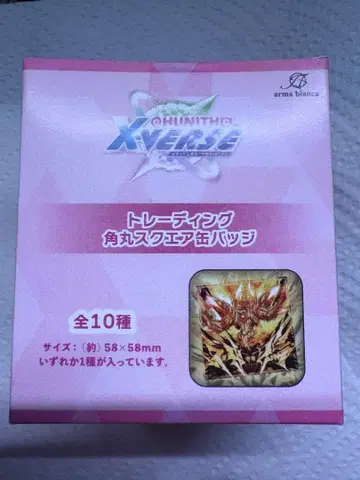 arma bianca
CHUNITHM
X-VERSE
トレーディング
角丸スクエア缶バッジ
全10種
サイズ:(約)58×58mm
いずれか1種が入っています。